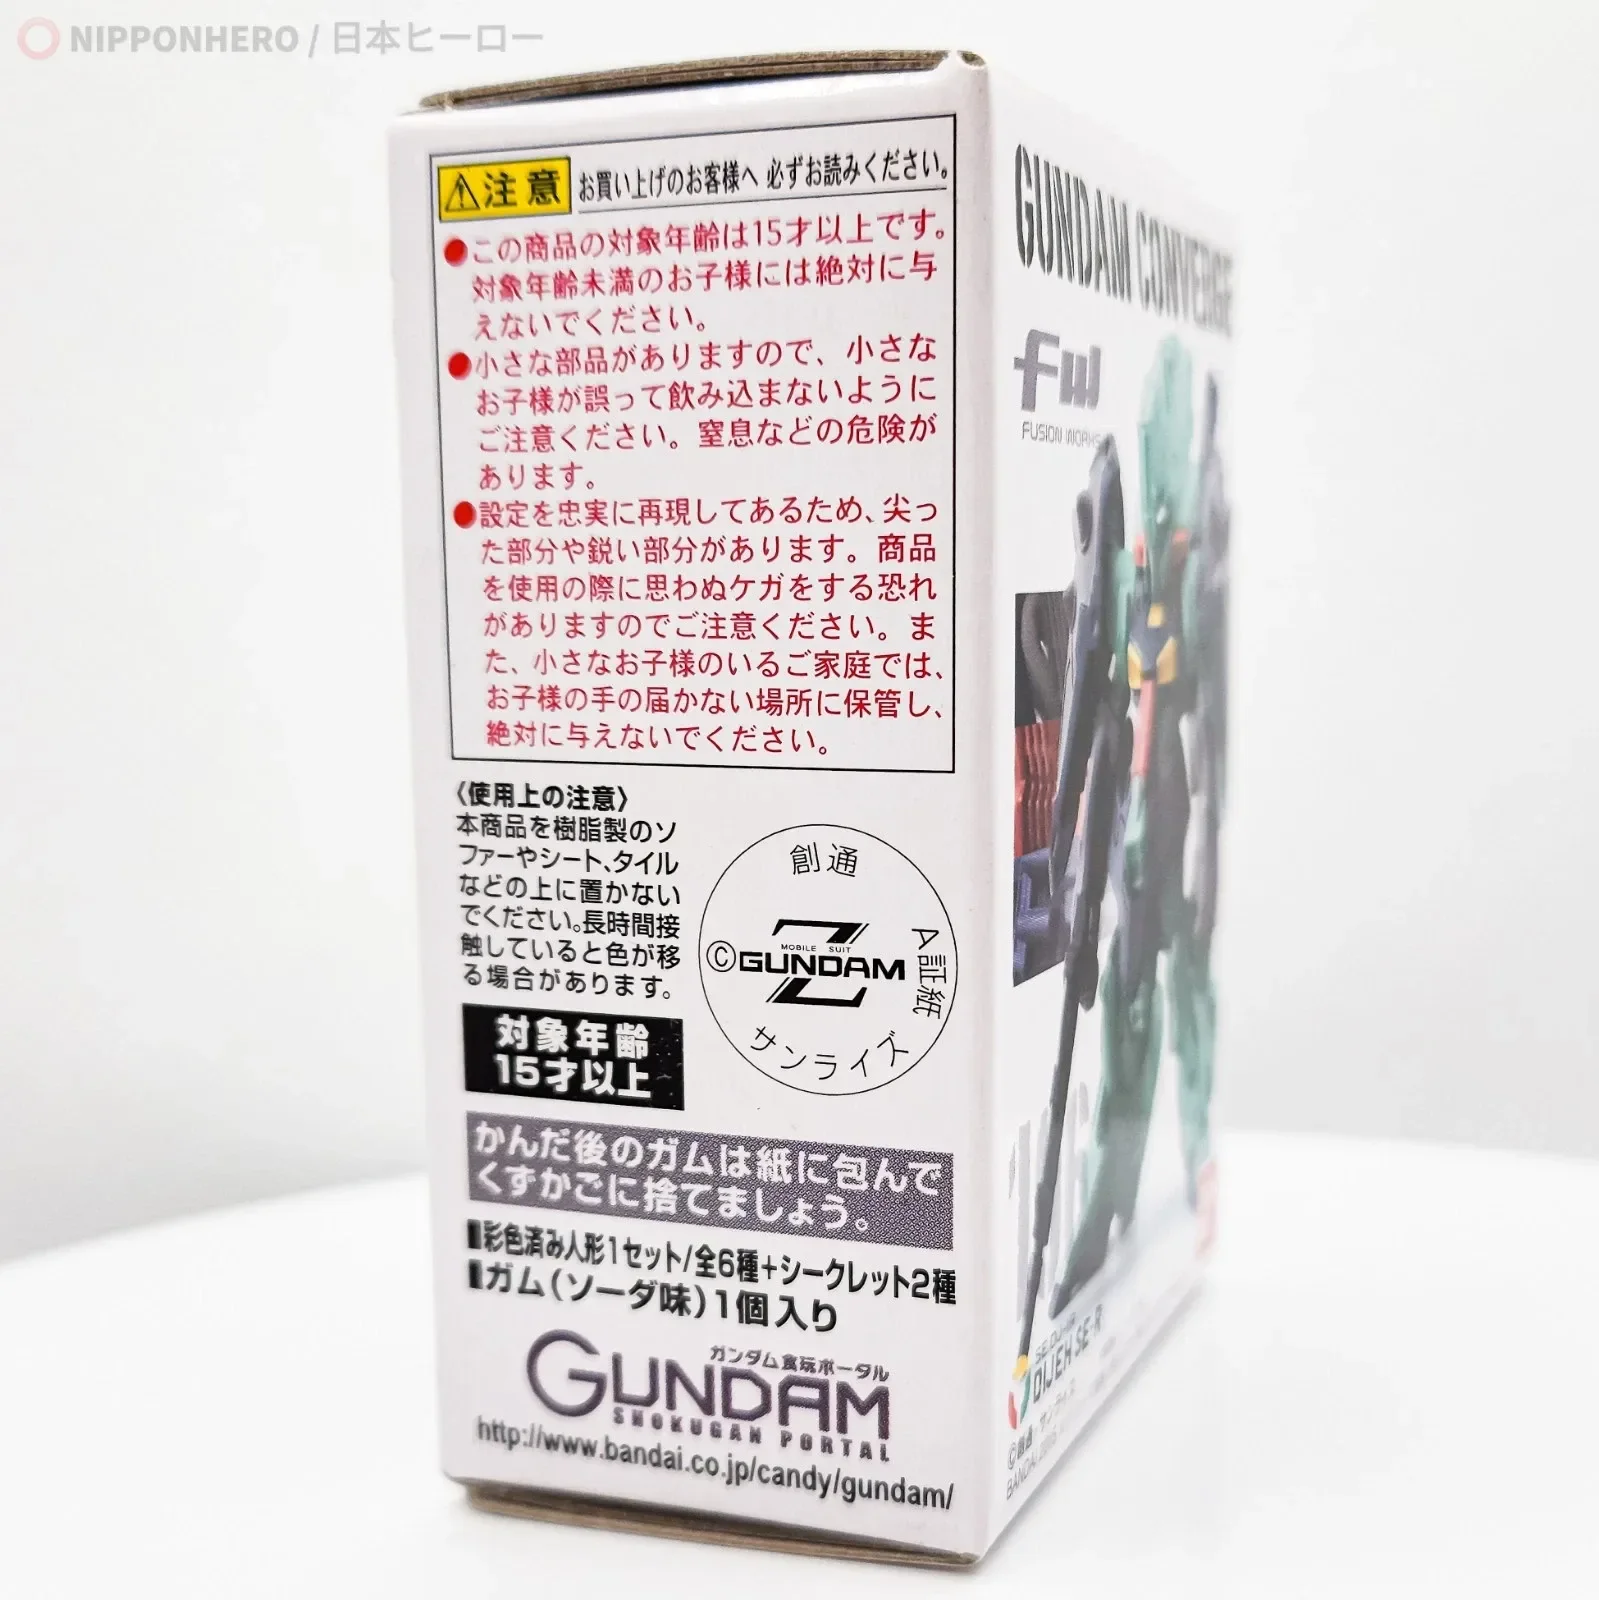 NIPPONHERO / 日本ヒーロー
注意 お買い上げのお客様へ 必ずお読みください。
●この商品の対象年齢は15才以上です。
対象年齢未満のお子様には絶対に与
えないでください。
●小さな部品がありますので、小さな
お子様が誤って飲み込まないように
ご注意ください。窒息などの危険が
あります。
●設定を忠実に再現してあるため、尖っ
た部分や鋭い部分があります。商品
を使用の際に思わぬケガをする恐れ
がありますのでご注意ください。ま
た、小さなお子様のいるご家庭では、
お子様の手の届かない場所に保管し、
絶対に与えないでください。
〈使用上の注意〉
本商品を樹脂製のソ
ファーやシート、タイル
などの上に置かない
でください。長時間接
触していると色が移
る場合があります。
対象年齢
15才以上
創通
MOBILE SUIT
©GUNDAM
Z
A証紙
サンライズ
かんだ後のガムは紙に包んで
くずかごに捨てましょう。
■彩色済み人形1セット/全6種+シークレット2種
■ガム(ソーダ味)1個入り
ガンダム食玩ポータル
GUNDAM
SHOKUGAN PORTAL
http://www.bandai.co.jp/candy/gundam/
GUNDAM CONVERGE
FW
FUSION WORKS
SE.DJ-1R
DIJEH SE-R
©創通・サンライズ